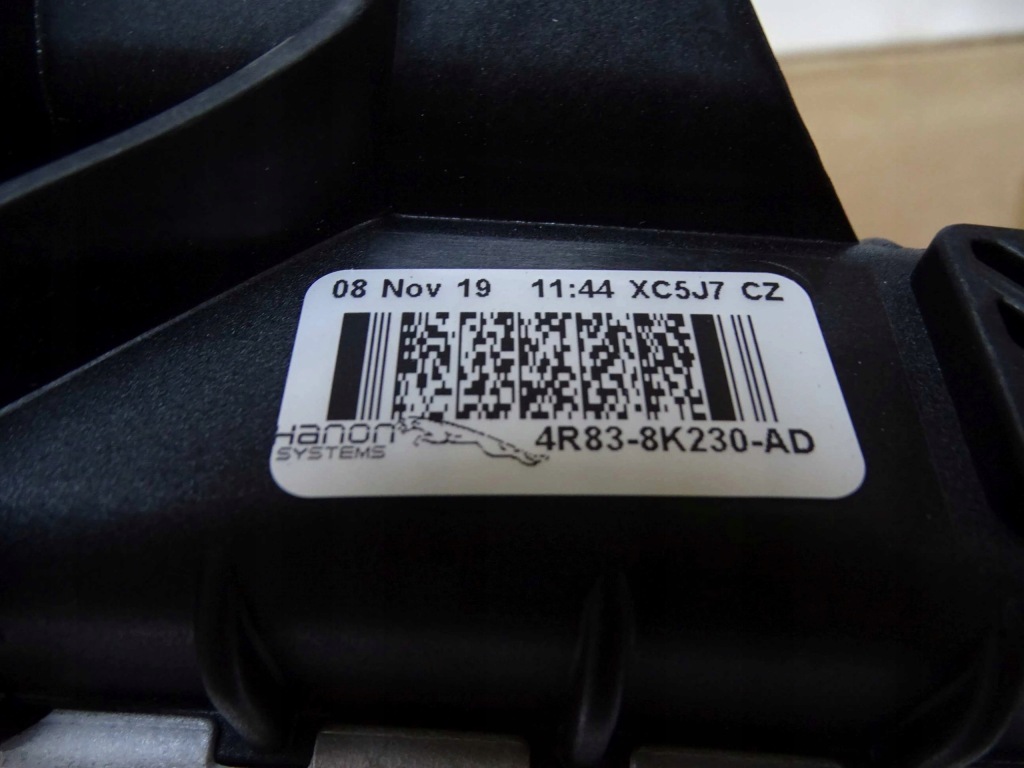 08 Nov 19 11:44 XC5J7 CZ
Hanon
SYSTEMS
4R83-8K230-AD